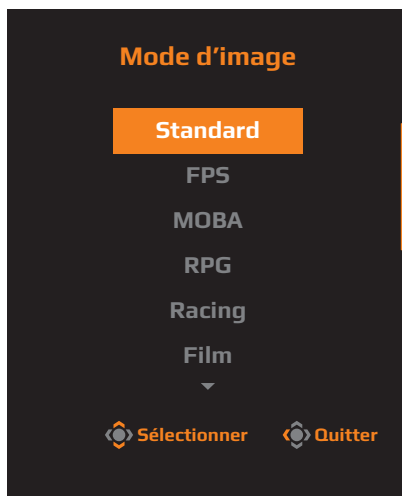 Mode d’image
Standard
FPS
MOBA
RPG
Racing
Film
Sélectionner Quitter